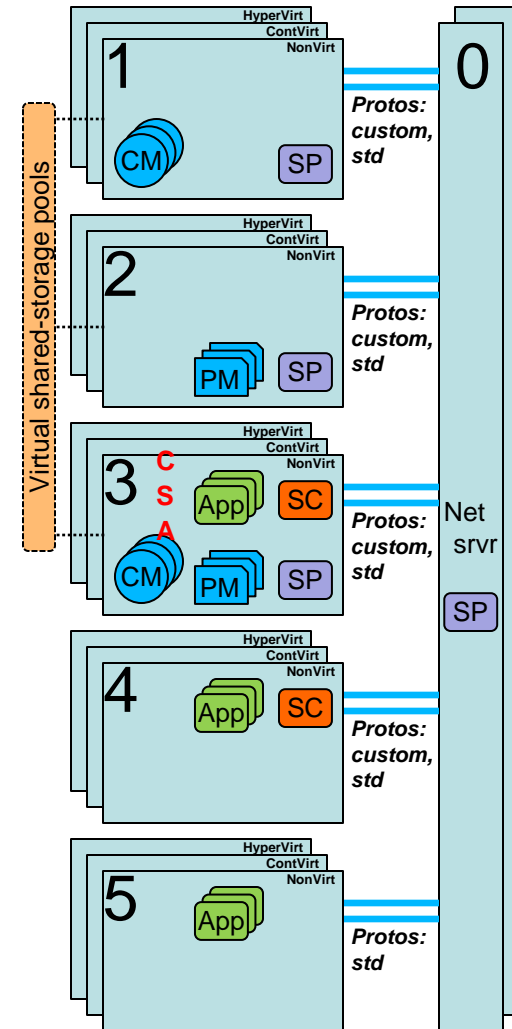 HyperVirt
ContVirt
NonVirt
1
CM
SP
Protos:
custom,
std
0
Virtual shared-storage pools
HyperVirt
ContVirt
NonVirt
2
PM
SP
Protos:
custom,
std
HyperVirt
ContVirt
NonVirt
3
C
S
A
App
SC
CM
PM
SP
Protos:
custom,
std
Net
srvr
SP
HyperVirt
ContVirt
NonVirt
4
App
SC
Protos:
custom,
std
HyperVirt
ContVirt
NonVirt
5
App
Protos:
std